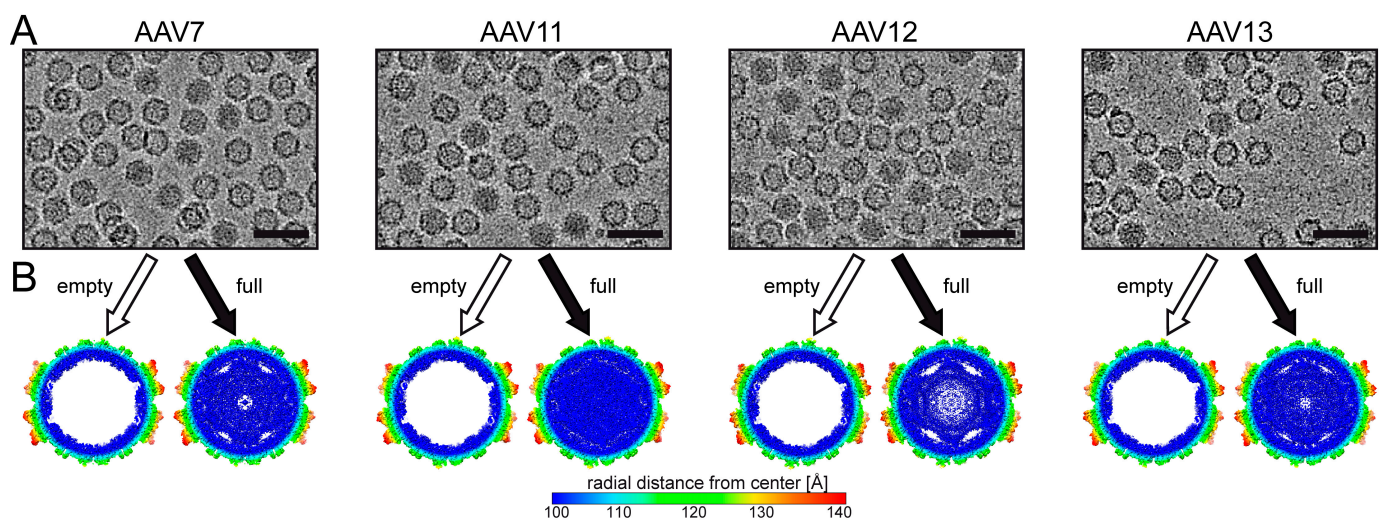 A
AAV7 AAV11 AAV12 AAV13
B
empty full empty full empty full empty full
radial distance from center [Å]
100 110 120 130 140